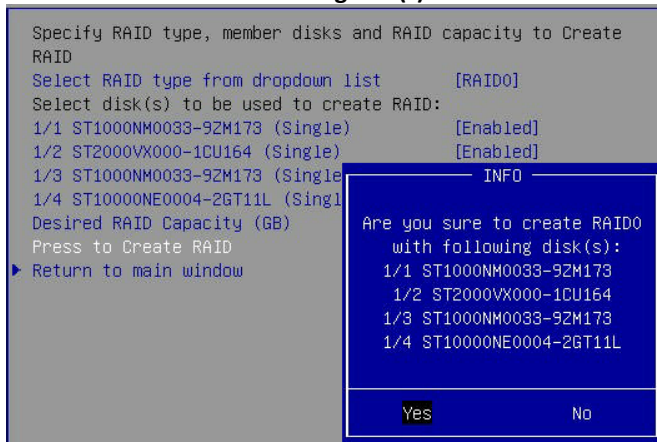 Specify RAID type, member disks and RAID capacity to Create
RAID
Select RAID type from dropdown list [RAID0]
Select disk(s) to be used to create RAID:
1/1 ST1000NM0033-9ZM173 (Single) [Enabled]
1/2 ST2000VX000-1CU164 (Single) [Enabled]
1/3 ST1000NM0033-9ZM173 (Single
1/4 ST10000NE0004-2GT11L (Singl
Desired RAID Capacity (GB)
Press to Create RAID
Return to main window
INFO
Are you sure to create RAID0
with following disk(s):
1/1 ST1000NM0033-9ZM173
1/2 ST2000VX000-1CU164
1/3 ST1000NM0033-9ZM173
1/4 ST10000NE0004-2GT11L
Yes No